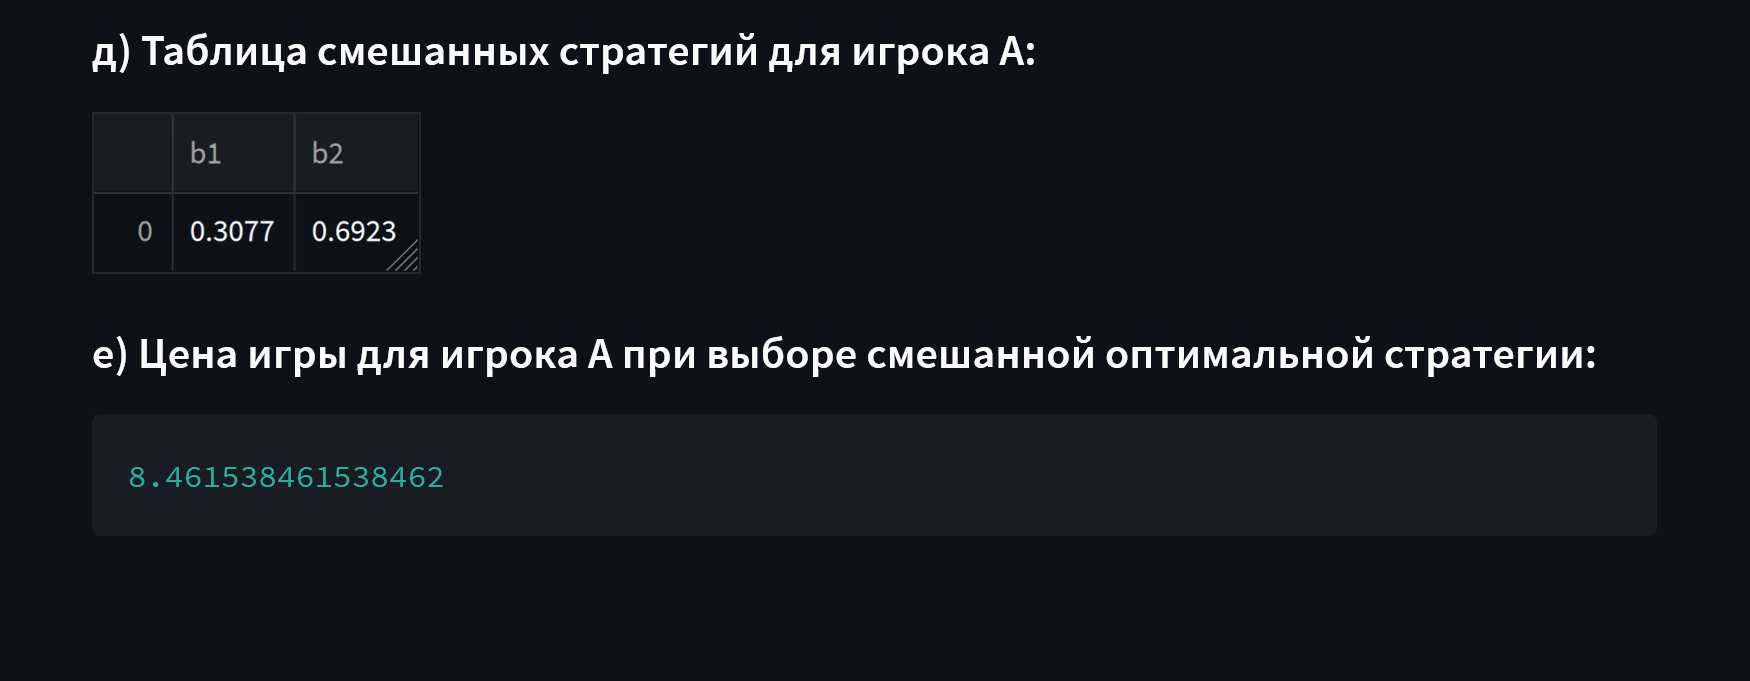 д) Таблица смешанных стратегий для игрока А:
b1 b2
0 0.3077 0.6923
е) Цена игры для игрока А при выборе смешанной оптимальной стратегии:
8.461538461538462